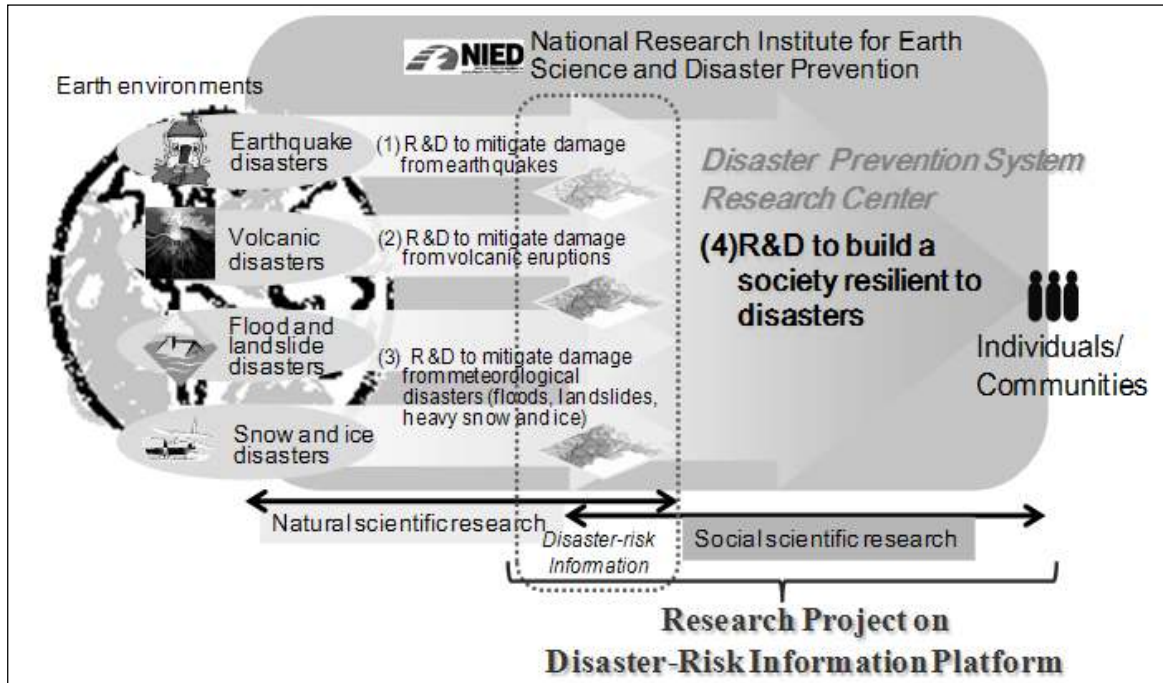 NIED
National Research Institute for Earth
Science and Disaster Prevention
Earth environments
Earthquake
disasters
(1) R&D to mitigate damage
from earthquakes
Disaster Prevention System
Research Center
Volcanic
disasters
(2) R&D to mitigate damage
from volcanic eruptions
(4)R&D to build a
society resilient to
disasters
Flood and
landslide
disasters
(3) R&D to mitigate damage
from meteorological
disasters (floods, landslides,
heavy snow and ice)
Individuals/
Communities
Snow and ice
disasters
Natural scientific research
Disaster-risk
Information
Social scientific research
Research Project on
Disaster-Risk Information Platform